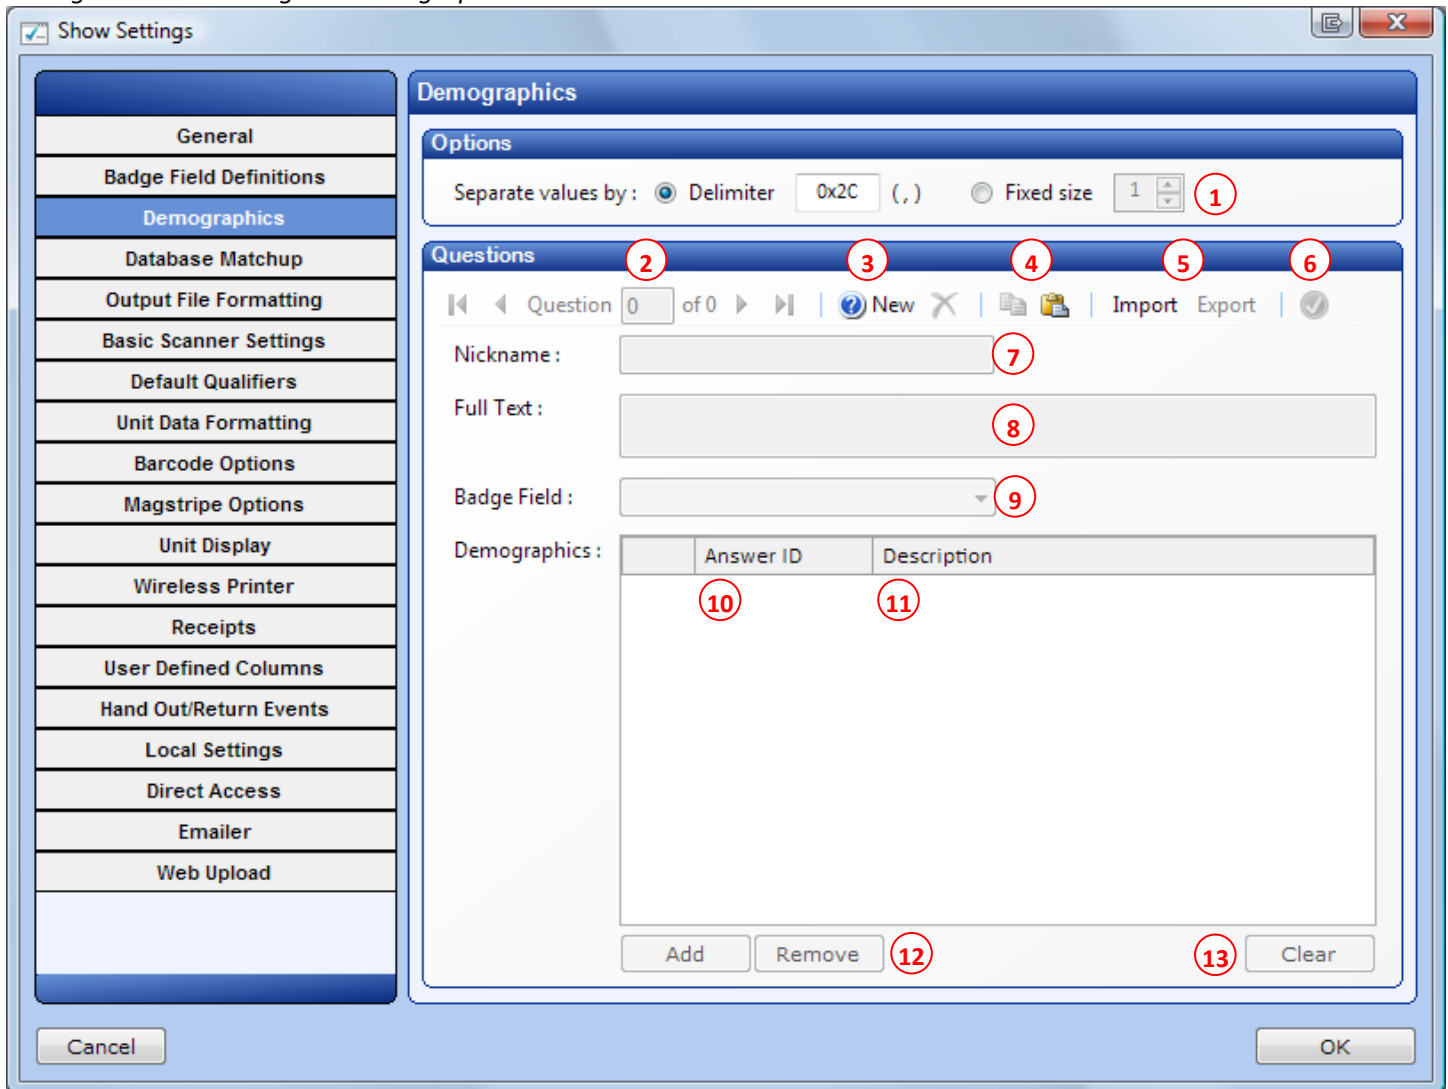 Show Settings
General
Badge Field Definitions
Demographics
Database Matchup
Output File Formatting
Basic Scanner Settings
Default Qualifiers
Unit Data Formatting
Barcode Options
Magstripe Options
Unit Display
Wireless Printer
Receipts
User Defined Columns
Hand Out/Return Events
Local Settings
Direct Access
Emailer
Web Upload
Demographics
Options
Separate values by : Delimiter 0x2C ( , ) Fixed size 1 1
Questions 2 3 4 5 6
Question 0 of 0 New Import Export
Nickname : 7
Full Text : 8
Badge Field : 9
Demographics : Answer ID Description
10 11
Add Remove 12 13 Clear
Cancel OK